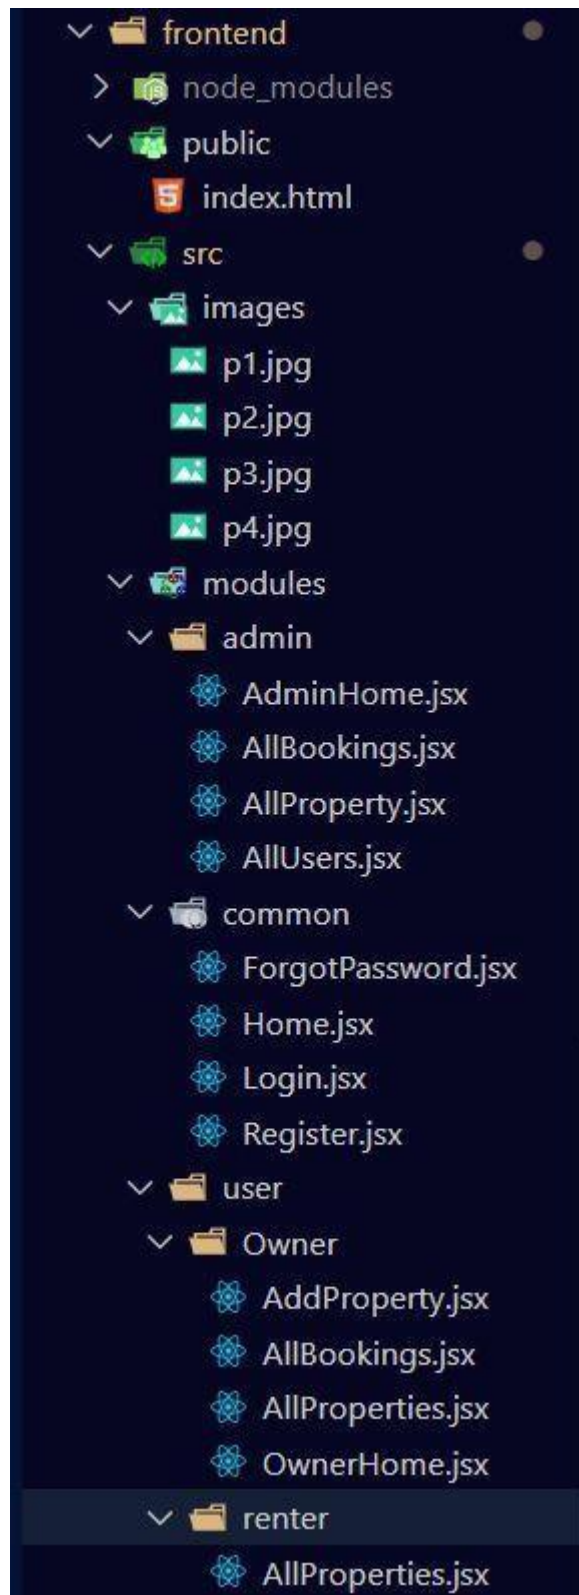 frontend
node_modules
public
index.html
src
images
p1.jpg
p2.jpg
p3.jpg
p4.jpg
modules
admin
AdminHome.jsx
AllBookings.jsx
AllProperty.jsx
AllUsers.jsx
common
ForgotPassword.jsx
Home.jsx
Login.jsx
Register.jsx
user
Owner
AddProperty.jsx
AllBookings.jsx
AllProperties.jsx
OwnerHome.jsx
renter
AllProperties.jsx